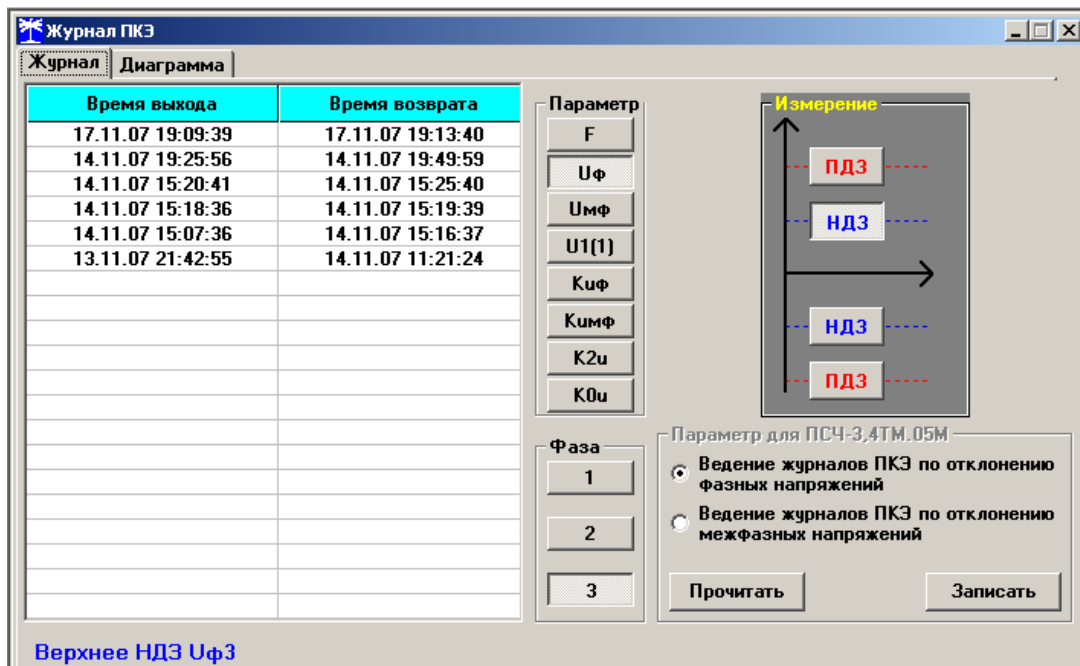 Журнал ПКЭ
Журнал Диаграмма
Время выхода Время возврата
17.11.07 19:09:39 17.11.07 19:13:40
14.11.07 19:25:56 14.11.07 19:49:59
14.11.07 15:20:41 14.11.07 15:25:40
14.11.07 15:18:36 14.11.07 15:19:39
14.11.07 15:07:36 14.11.07 15:16:37
13.11.07 21:42:55 14.11.07 11:21:24
Параметр
F
Uф
Uмф
U1(1)
Kиф
Kимф
K2и
K0и
Фаза
1
2
3
Измерение
ПДЗ
НДЗ
НДЗ
ПДЗ
Параметр для ПСЧ-3,4ТМ.05М
Ведение журналов ПКЭ по отклонению
фазных напряжений
Ведение журналов ПКЭ по отклонению
межфазных напряжений
Прочитать Записать
Верхнее НДЗ Uф3